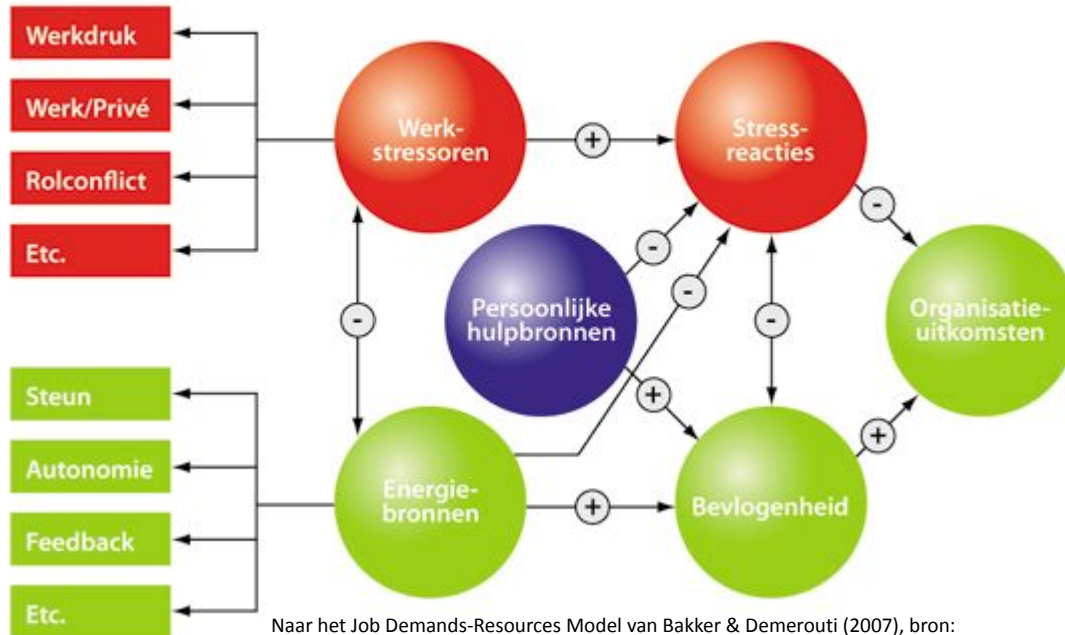 Werkdruk
Werk/Privé
Rolconflict
Etc.
Werk-
stressoren
+
Stress-
reacties
-
-
-
-
-
Persoonlijke
hulpbronnen
Organisatie-
uitkomsten
+
+
Steun
Autonomie
Feedback
Etc.
Energie-
bronnen
+
Bevlogenheid
Naar het Job Demands-Resources Model van Bakker & Demerouti (2007), bron: